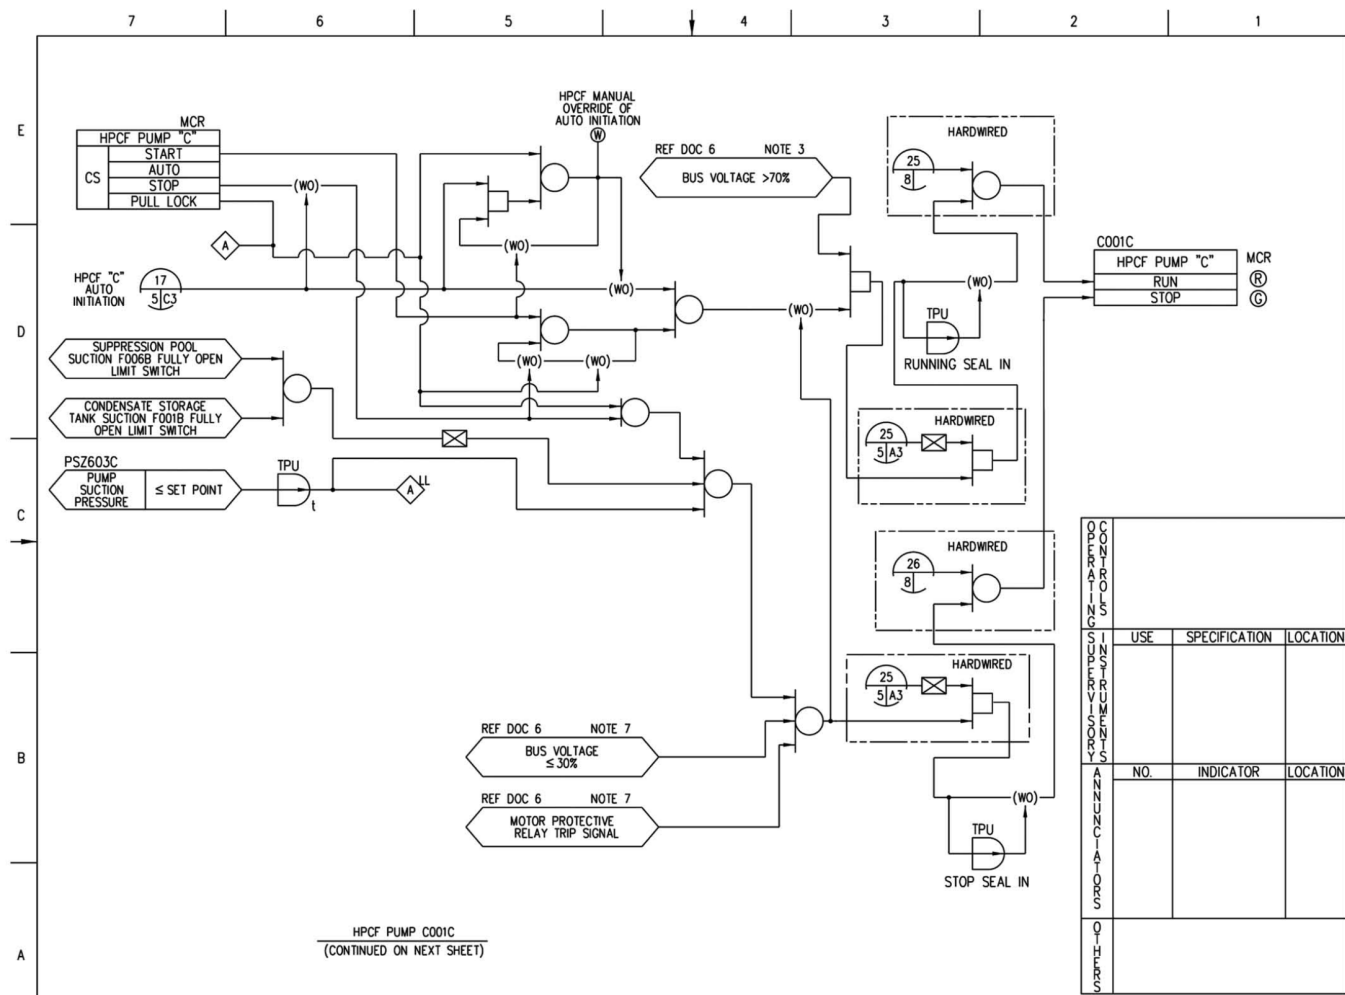 7 6 5 4 3 2 1
E
D
C
B
A
MCR
HPCF PUMP "C"
CS
START
AUTO
STOP
PULL LOCK
(WO)
A
HPCF "C"
AUTO
INITIATION
17
5 C3
HPCF MANUAL
OVERRIDE OF
AUTO INITIATION
W
(WO)
(WO)
(WO)
(WO)
(WO)
REF DOC 6 NOTE 3
BUS VOLTAGE >70%
HARDWIRED
25
8
C001C
HPCF PUMP "C"
RUN
STOP
MCR
R
G
(WO)
TPU
RUNNING SEAL IN
SUPPRESSION POOL
SUCTION F006B FULLY OPEN
LIMIT SWITCH
CONDENSATE STORAGE
TANK SUCTION F001B FULLY
OPEN LIMIT SWITCH
PSZ603C
PUMP
SUCTION
PRESSURE
≤ SET POINT
TPU
t
A
LL
HARDWIRED
25
5 A3
HARDWIRED
26
8
HARDWIRED
25
5 A3
REF DOC 6 NOTE 7
BUS VOLTAGE
≤ 30%
REF DOC 6 NOTE 7
MOTOR PROTECTIVE
RELAY TRIP SIGNAL
(WO)
TPU
STOP SEAL IN
HPCF PUMP C001C
(CONTINUED ON NEXT SHEET)
OPERATING
CONTROLS
SUPERVISORY
INSTRUMENTS
USE SPECIFICATION LOCATION
ANNUNCIATORS
NO. INDICATOR LOCATION
OTHERS